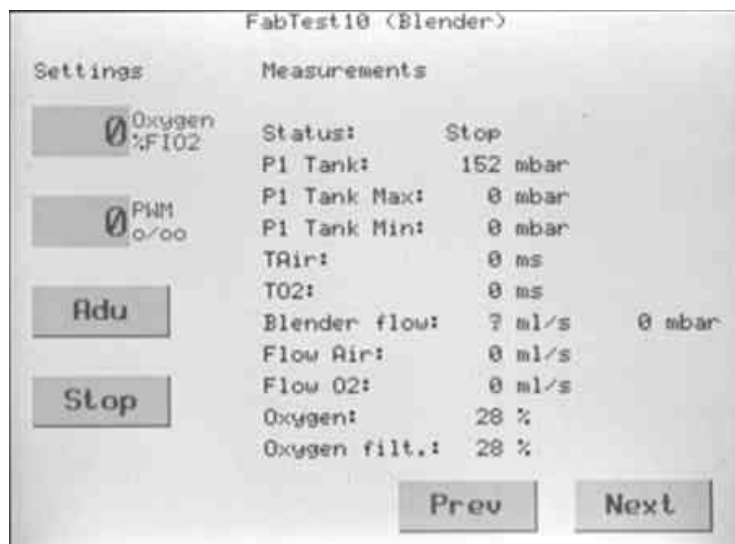 FabTest10 (Blender)
Settings
Measurements
0 Oxygen %FIO2
0 PWM o/oo
Adu
Stop
Status: Stop
P1 Tank: 152 mbar
P1 Tank Max: 0 mbar
P1 Tank Min: 0 mbar
TAir: 0 ms
TO2: 0 ms
Blender flow: ? ml/s 0 mbar
Flow Air: 0 ml/s
Flow O2: 0 ml/s
Oxygen: 28 %
Oxygen filt.: 28 %
Prev
Next